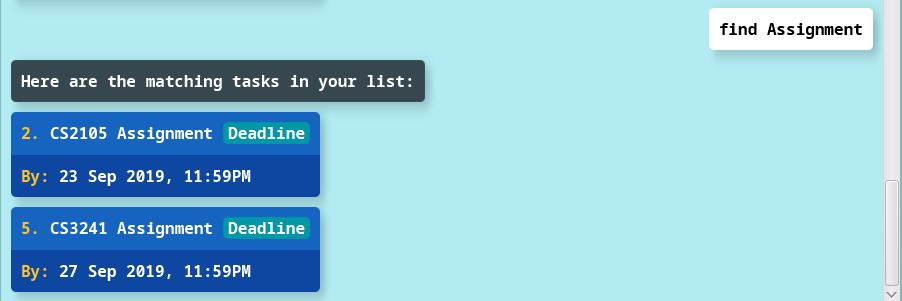 find Assignment
Here are the matching tasks in your list:
2. CS2105 Assignment Deadline
By: 23 Sep 2019, 11:59PM
5. CS3241 Assignment Deadline
By: 27 Sep 2019, 11:59PM